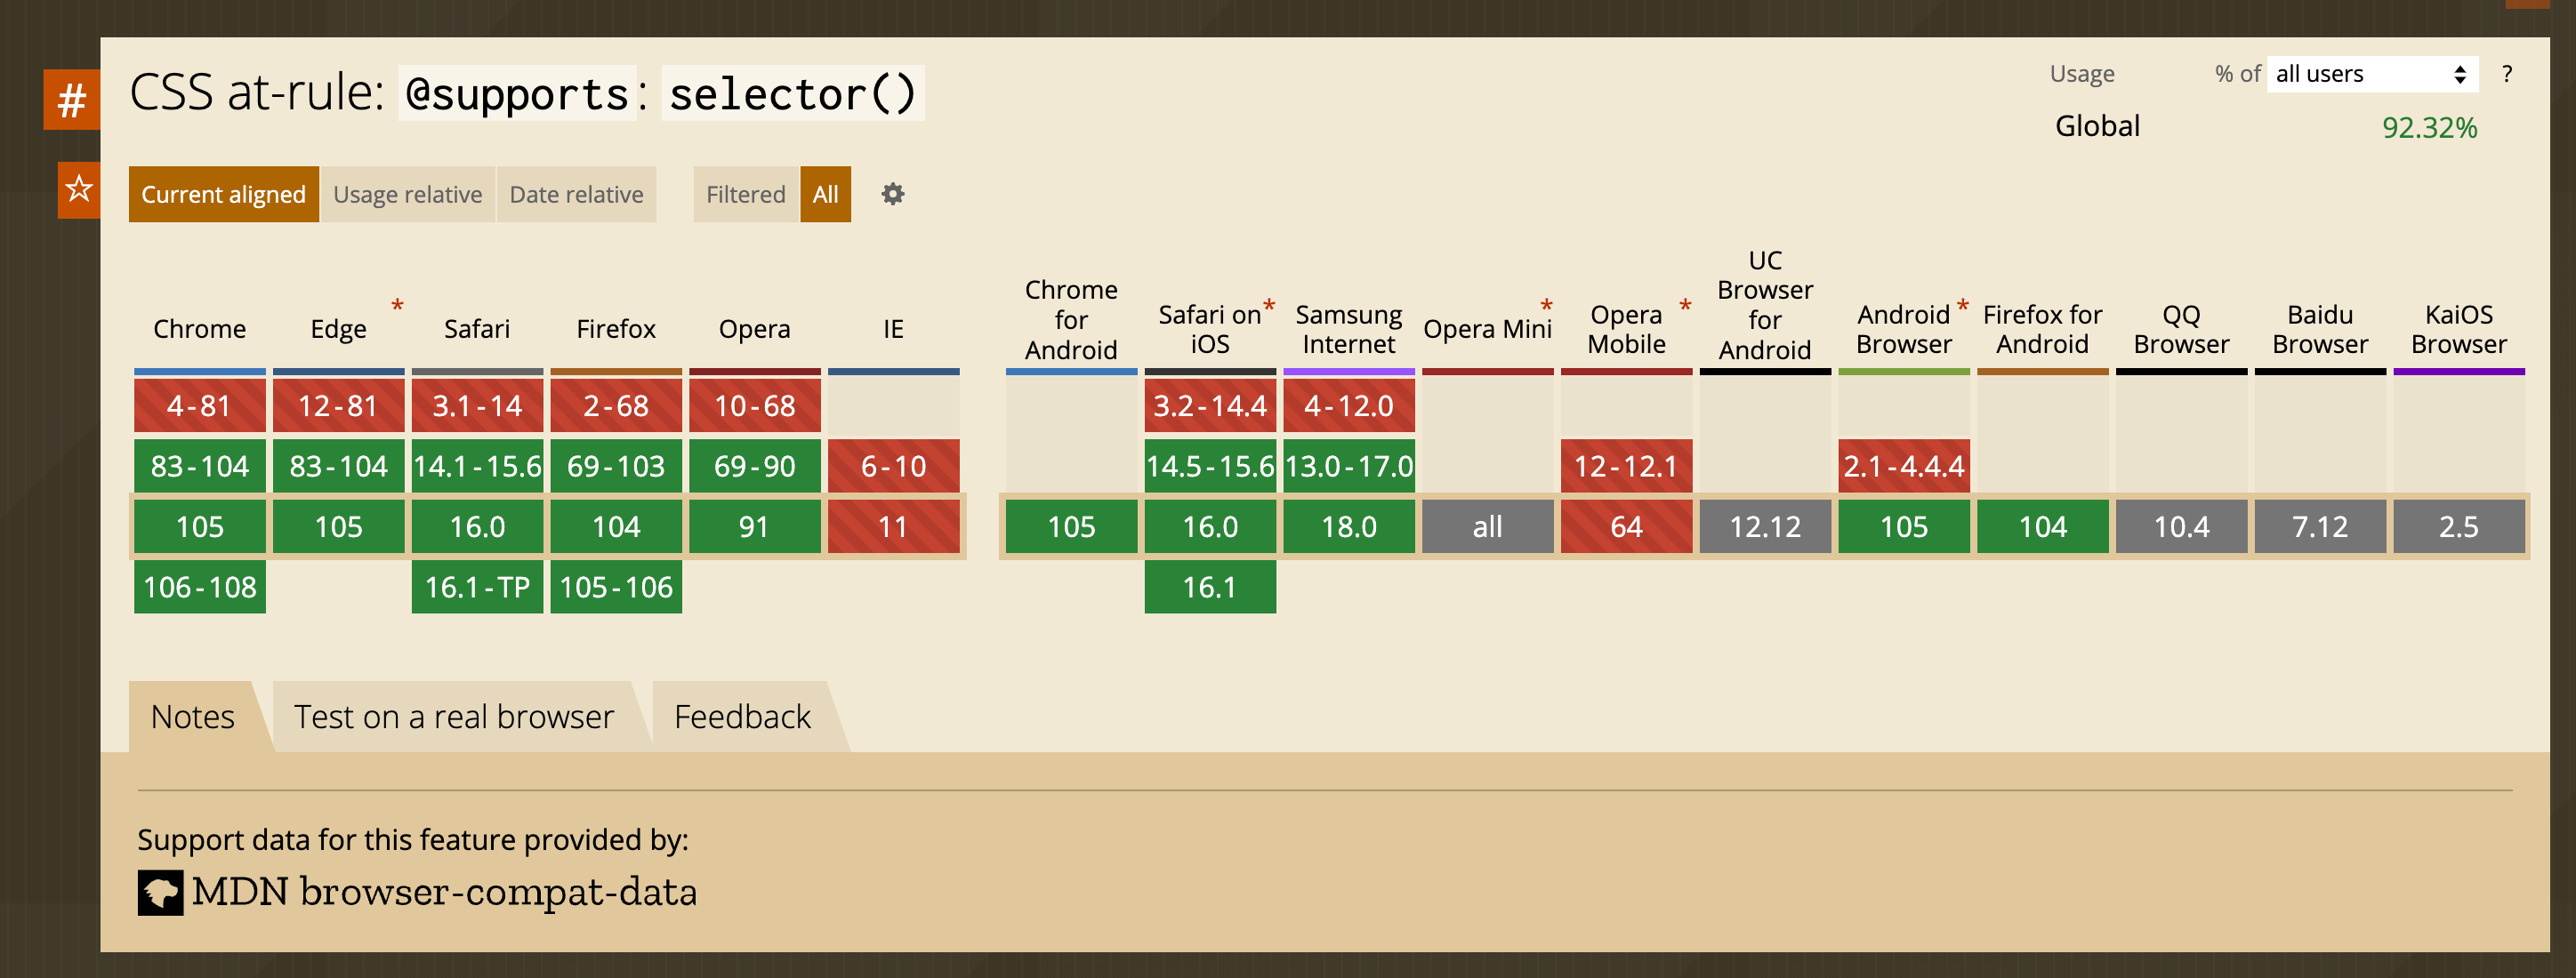 #
CSS at-rule: @supports: selector()
Usage % of all users ?
Global 92.32%
☆
Current aligned Usage relative Date relative Filtered All
Chrome Edge * Safari Firefox Opera IE Chrome for Android Safari on iOS * Samsung Internet Opera Mini * Opera Mobile * UC Browser for Android Android Browser * Firefox for Android QQ Browser Baidu Browser KaiOS Browser
4-81 12-81 3.1-14 2-68 10-68 3.2-14.4 4-12.0
83-104 83-104 14.1-15.6 69-103 69-90 6-10 14.5-15.6 13.0-17.0 12-12.1 2.1-4.4.4
105 105 16.0 104 91 11 105 16.0 18.0 all 64 12.12 105 104 10.4 7.12 2.5
106-108 16.1-TP 105-106 16.1
Notes Test on a real browser Feedback
Support data for this feature provided by:
MDN browser-compat-data